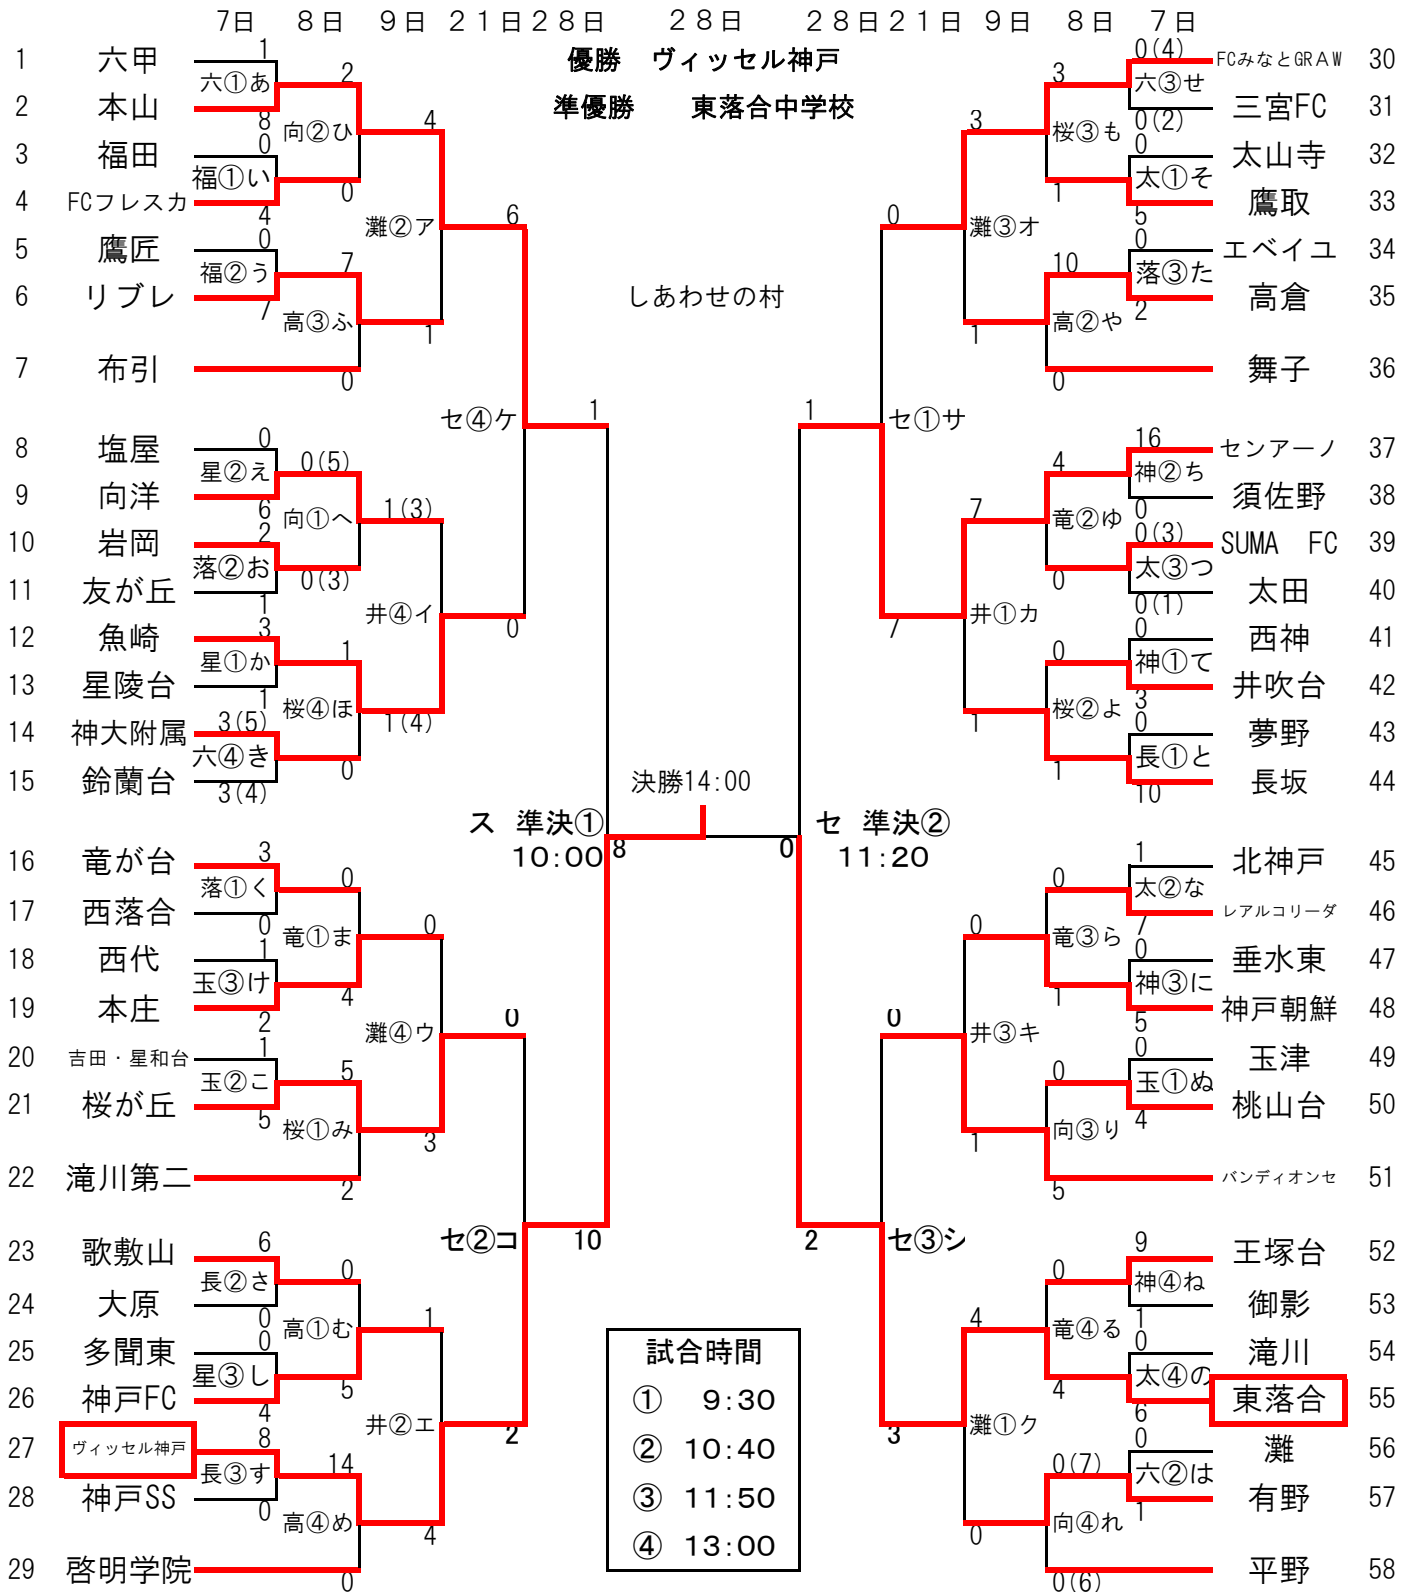 7日 8日 9日 21日 28日 28日 28日 21日 9日 8日 7日
優勝 ヴィッセル神戸
準優勝 東落合中学校
1 六甲 1
六①あ 2
2 本山 8
向②ひ 4
3 福田 0
福①い 0
4 FCフレスカ 4
灘②ア 6
5 鷹匠 0
福②う 7
6 リブレ 7
高③ふ 1
7 布引 0
セ④ケ 1
8 塩屋 0
星②え 0(5)
9 向洋 6
向①へ 1(3)
10 岩岡 2
落②お 0(3)
11 友が丘 1
井④イ 0
12 魚崎 3
星①か 1
13 星陵台 1
桜④ほ 1(4)
14 神大附属 3(5)
六④き 0
15 鈴蘭台 3(4)
ス 準決①
10:00 8
16 竜が台 3
落①く 0
17 西落合 0
竜①ま 0
18 西代 1
玉③け 4
19 本庄 2
灘④ウ 0
20 吉田・星和台 1
玉②こ 5
21 桜が丘 5
桜①み 3
22 滝川第二 2
セ②コ 10
23 歌敷山 6
長②さ 0
24 大原 0
高①む 1
25 多聞東 0
星③し 5
26 神戸FC 4
井②エ 2
27 ヴィッセル神戸 8
長③す 14
28 神戸SS 0
高④め 4
29 啓明学院 0
しあわせの村
決勝14:00
試合時間
① 9:30
② 10:40
③ 11:50
④ 13:00
0(4) FCみなとGRAW 30
3 六③せ
0(2) 三宮FC 31
3 桜③も
0 太山寺 32
1 太①そ
5 鷹取 33
0 灘③オ
0 エベイユ 34
10 落③た
2 高倉 35
1 高②や
0 舞子 36
1 セ①サ
16 センアーノ 37
4 神②ち
0 須佐野 38
7 竜②ゆ
0(3) SUMA FC 39
0 太③つ
0(1) 太田 40
7 井①カ
0 西神 41
0 神①て
3 井吹台 42
1 桜②よ
0 夢野 43
1 長①と
10 長坂 44
セ 準決②
0 11:20
1 北神戸 45
0 太②な
7 レアルコリーダ 46
0 竜③ら
0 垂水東 47
1 神③に
5 神戸朝鮮 48
0 井③キ
0 玉津 49
0 玉①ぬ
4 桃山台 50
1 向③り
5 バンディオンセ 51
2 セ③シ
9 王塚台 52
0 神④ね
1 御影 53
4 竜④る
0 滝川 54
4 太④の
6 東落合 55
3 灘①ク
0 灘 56
0(7) 六②は
1 有野 57
0 向④れ
0(6) 平野 58